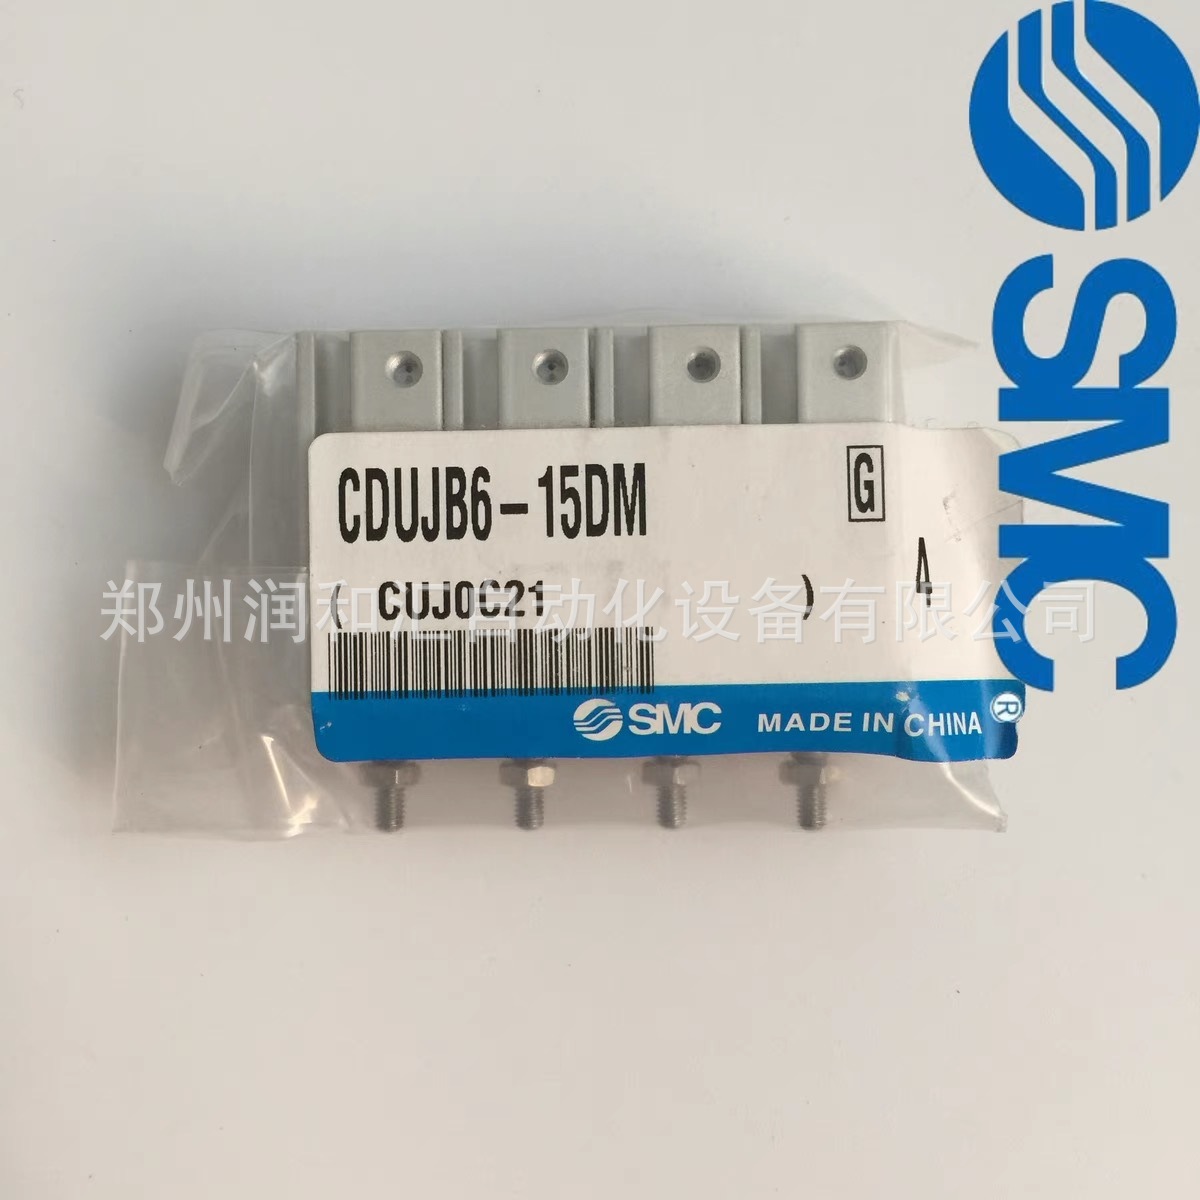 SMC
CDUJB6-15DM
G
( CUJ0C21 )
4
郑州润和汇自动化设备有限公司
SMC MADE IN CHINA
®